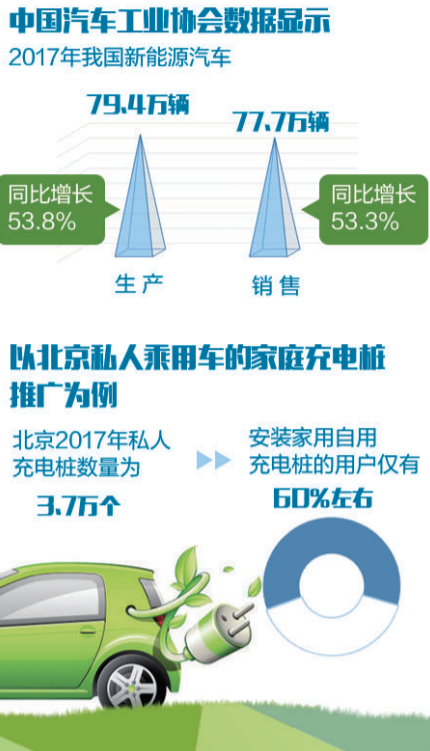 中国汽车工业协会数据显示
2017年我国新能源汽车
79.4万辆
77.7万辆
同比增长
53.8%
同比增长
53.3%
生产
销售
以北京私人乘用车的家庭充电桩
推广为例
北京2017年私人
充电桩数量为
3.7万个
安装家用自用
充电桩的用户仅有
60%左右